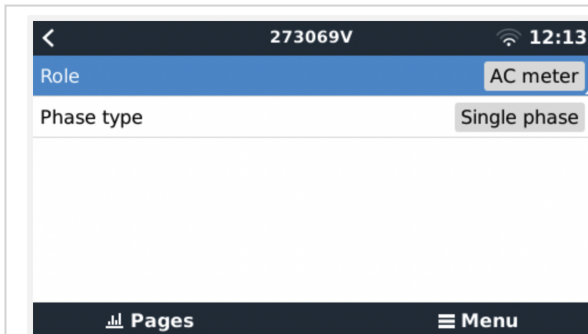 273069V 12:13
Role AC meter
Phase type Single phase
Pages Menu